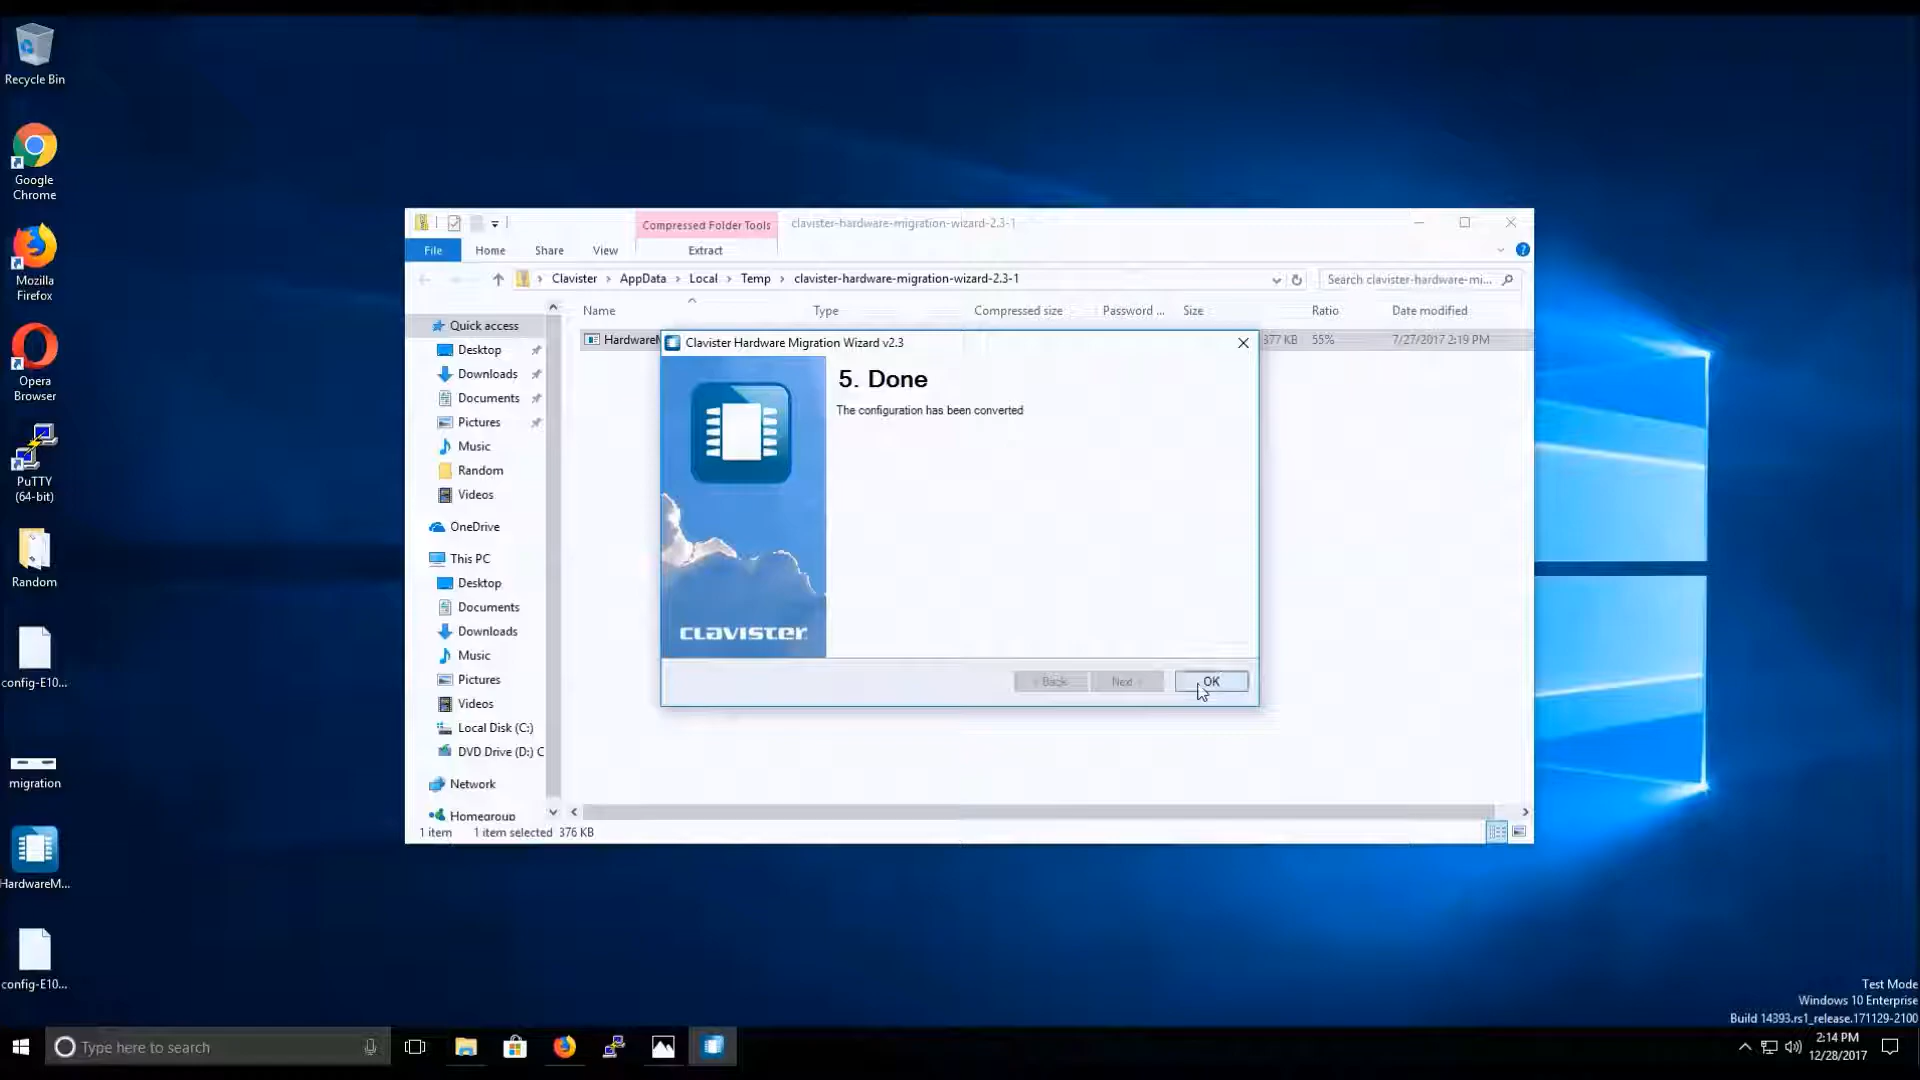 Recycle Bin
Google
Chrome
Mozilla
Firefox
Opera
Browser
PuTTY
(64-bit)
Random
config-E10...
migration
HardwareM...
config-E10...
Compressed Folder Tools
clavister-hardware-migration-wizard-2.3-1
File
Home
Share
View
Extract
Clavister
AppData
Local
Temp
clavister-hardware-migration-wizard-2.3-1
Search clavister-hardware-mi...
Name
Type
Compressed size
Password ...
Size
Ratio
Date modified
377 KB
55%
7/27/2017 2:19 PM
Quick access
Desktop
Downloads
Documents
Pictures
Music
Random
Videos
OneDrive
This PC
Desktop
Documents
Downloads
Music
Pictures
Videos
Local Disk (C:)
DVD Drive (D:) C
Network
Homegroup
1 item
1 item selected 376 KB
Clavister Hardware Migration Wizard v2.3
5. Done
The configuration has been converted
CLAVISTER
< Back
Next >
OK
Test Mode
Windows 10 Enterprise
Build 14393.rs1_release.171129-2100
Type here to search
2:14 PM
12/28/2017